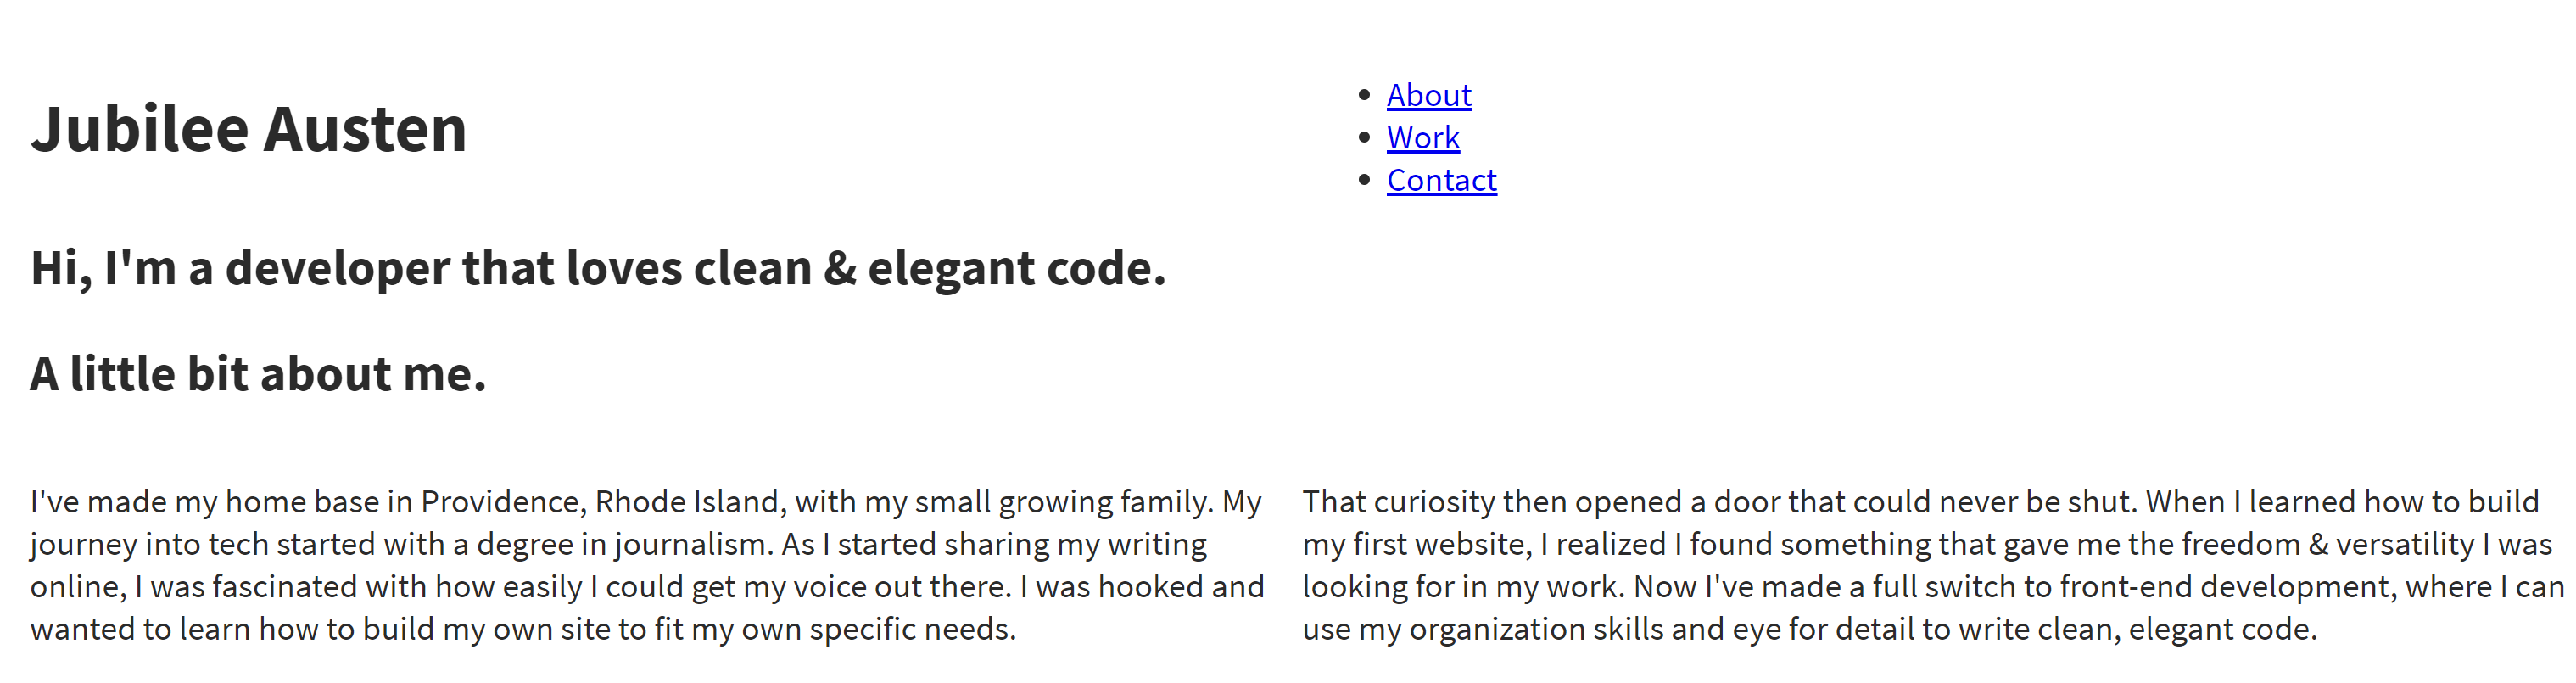 Jubilee Austen
About
Work
Contact
Hi, I'm a developer that loves clean & elegant code.
A little bit about me.
I've made my home base in Providence, Rhode Island, with my small growing family. My
journey into tech started with a degree in journalism. As I started sharing my writing
online, I was fascinated with how easily I could get my voice out there. I was hooked and
wanted to learn how to build my own site to fit my own specific needs.
That curiosity then opened a door that could never be shut. When I learned how to build
my first website, I realized I found something that gave me the freedom & versatility I was
looking for in my work. Now I've made a full switch to front-end development, where I can
use my organization skills and eye for detail to write clean, elegant code.